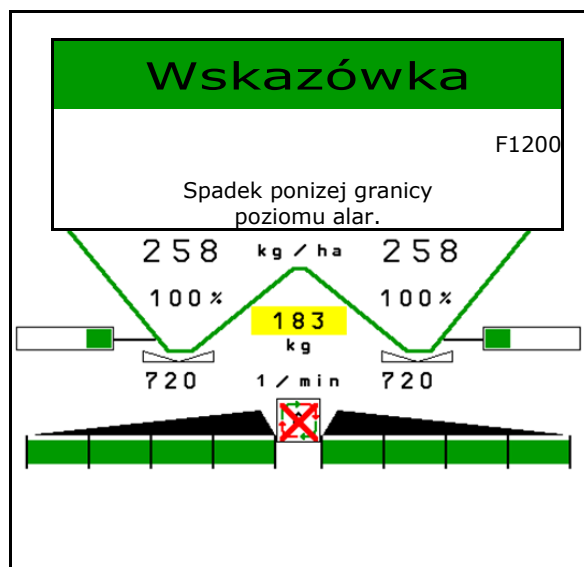 Wskazówka
F1200
Spadek ponizej granicy
poziomu alar.
258 kg/ha 258
100% 100%
183
kg
720 1/min 720